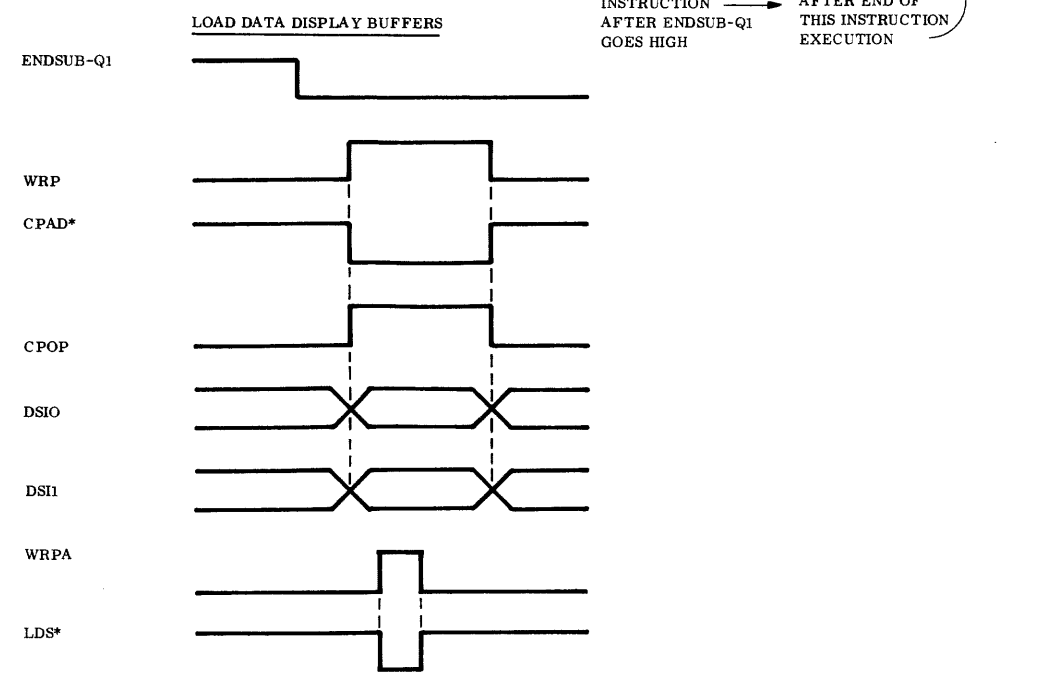 INSTRUCTION
AFTER END OF
LOAD DATA DISPLAY BUFFERS
AFTER ENDSUB-Q1
THIS INSTRUCTION
GOES HIGH
EXECUTION
ENDSUB-Q1
WRP
CPAD*
CPOP
DSIO
DSI1
WRPA
LDS*